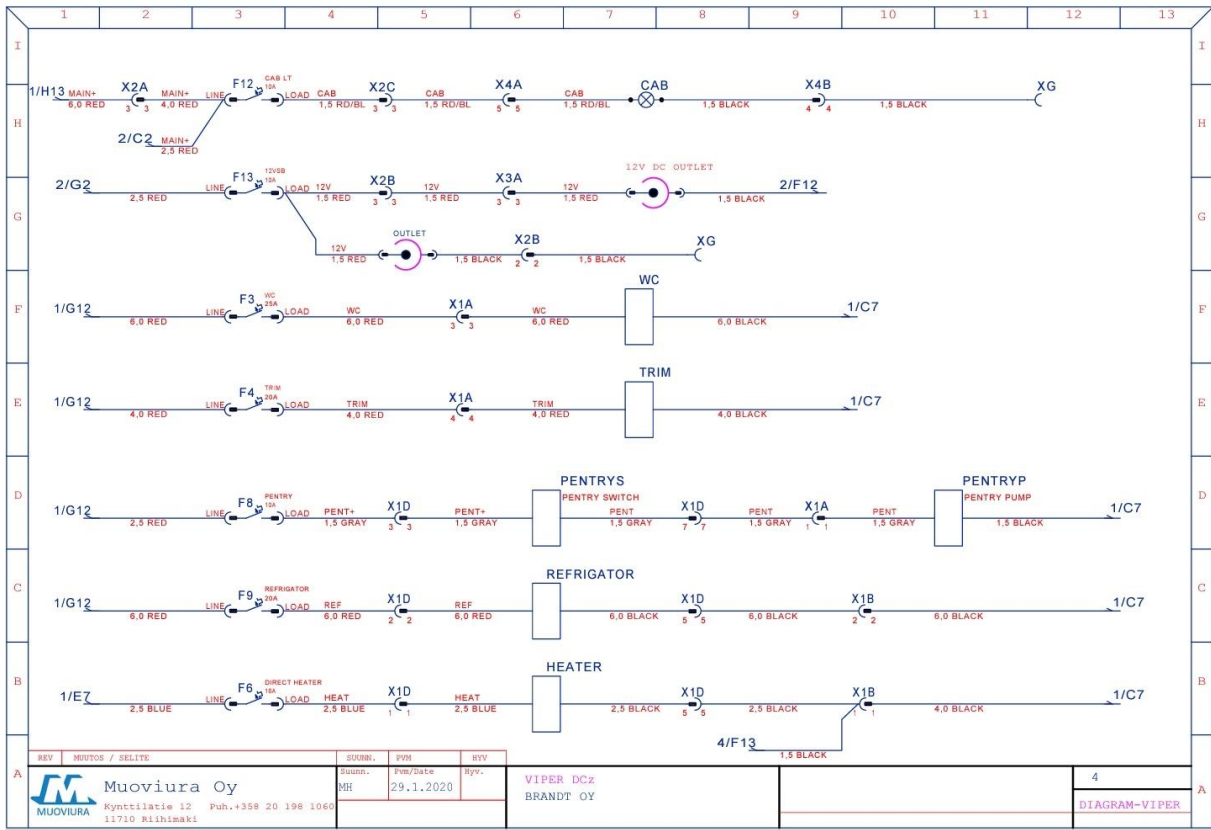 1 2 3 4 5 6 7 8 9 10 11 12 13
I I
CAB LT
1/H13 MAIN+ X2A MAIN+ LINE F12 10A LOAD CAB X2C CAB X4A CAB CAB X4B XG
6,0 RED 3 3 4,0 RED 1,5 RD/BL 3 3 1,5 RD/BL 5 5 1,5 RD/BL 1,5 BLACK 4 4 1,5 BLACK
H H
2/C2 MAIN+
2,5 RED
12V DC OUTLET
12VSB
2/G2 LINE F13 10A LOAD 12V X2B 12V X3A 12V 2/F12
2,5 RED 1,5 RED 3 3 1,5 RED 3 3 1,5 RED 1,5 BLACK
G G
OUTLET X2B XG
12V
1,5 RED 1,5 BLACK 2 2 1,5 BLACK
WC
WC
F 1/G12 LINE F3 25A LOAD WC X1A WC 1/C7 F
6,0 RED 6,0 RED 3 3 6,0 RED 6,0 BLACK
TRIM
TRIM
E 1/G12 LINE F4 20A LOAD TRIM X1A TRIM 1/C7 E
4,0 RED 4,0 RED 4 4 4,0 RED 4,0 BLACK
PENTRYS PENTRYP
D PENTRY PENTRY SWITCH PENTRY PUMP D
1/G12 LINE F8 10A LOAD PENT+ X1D PENT+ PENT X1D PENT X1A PENT 1/C7
2,5 RED 1,5 GRAY 3 3 1,5 GRAY 1,5 GRAY 7 7 1,5 GRAY 1 1 1,5 GRAY 1,5 BLACK
REFRIGATOR
C REFRIGATOR C
1/G12 LINE F9 20A LOAD REF X1D REF X1D X1B 1/C7
6,0 RED 6,0 RED 2 2 6,0 RED 6,0 BLACK 5 5 6,0 BLACK 2 2 6,0 BLACK
HEATER
B DIRECT HEATER B
1/E7 LINE F6 LOAD HEAT X1D HEAT X1D X1B 1/C7
2,5 BLUE 2,5 BLUE 1 1 2,5 BLUE 2,5 BLACK 5 5 2,5 BLACK 1 1 4,0 BLACK
4/F13
1,5 BLACK
REV MUUTOS / SELITE SUUNN. PVM HYV
A A
Suunn. Pvm/Date Hyv.
MH 29.1.2020
MUOVIURA
Muoviura Oy
Kynttilatie 12 Puh.+358 20 198 1060
11710 Riihimaki
VIPER DCz
BRANDT OY
4
DIAGRAM-VIPER